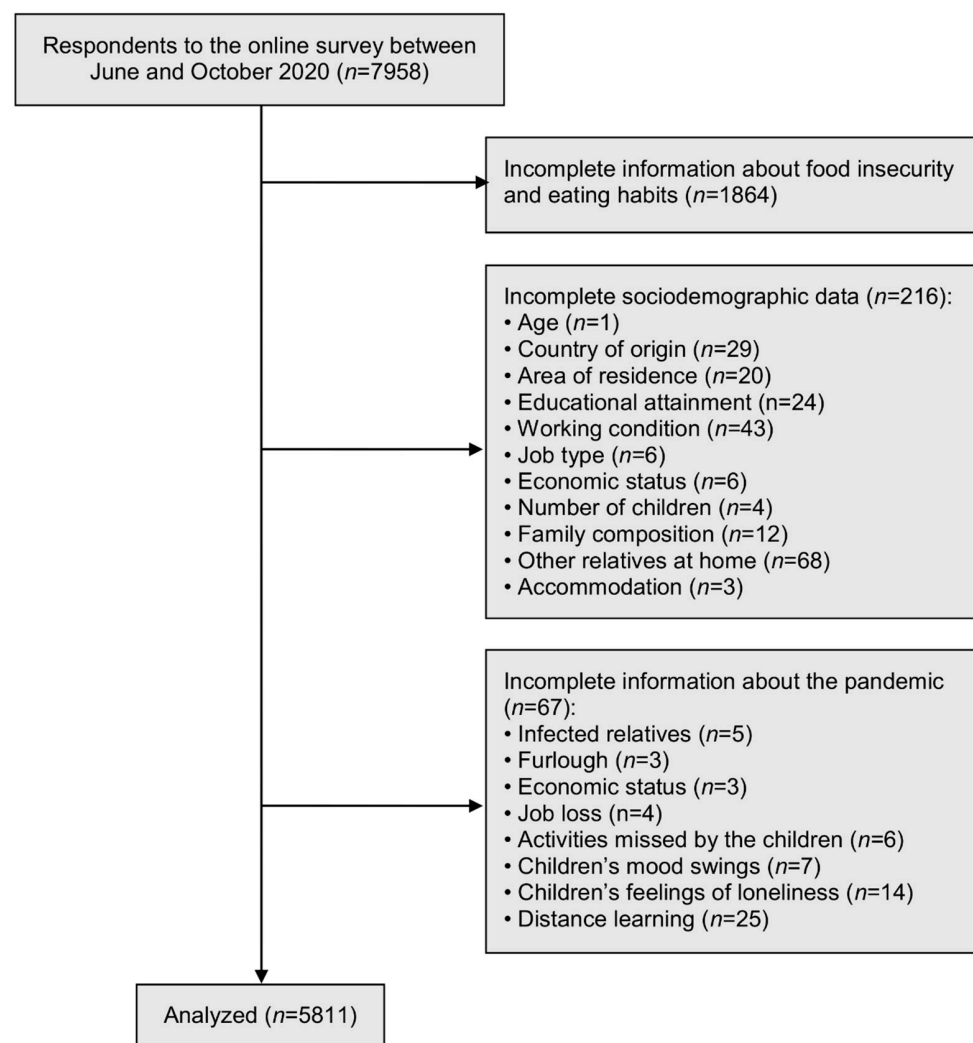 Respondents to the online survey between
June and October 2020 (n=7958)
Incomplete information about food insecurity
and eating habits (n=1864)
Incomplete sociodemographic data (n=216):
• Age (n=1)
• Country of origin (n=29)
• Area of residence (n=20)
• Educational attainment (n=24)
• Working condition (n=43)
• Job type (n=6)
• Economic status (n=6)
• Number of children (n=4)
• Family composition (n=12)
• Other relatives at home (n=68)
• Accommodation (n=3)
Incomplete information about the pandemic
(n=67):
• Infected relatives (n=5)
• Furlough (n=3)
• Economic status (n=3)
• Job loss (n=4)
• Activities missed by the children (n=6)
• Children’s mood swings (n=7)
• Children’s feelings of loneliness (n=14)
• Distance learning (n=25)
Analyzed (n=5811)